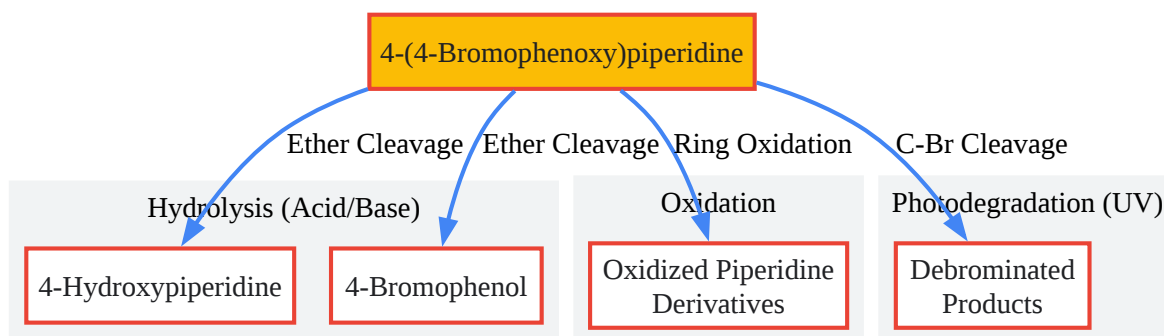 4-(4-Bromophenoxy)piperidine
Ether Cleavage
Ether Cleavage
Ring Oxidation
C-Br Cleavage
Hydrolysis (Acid/Base)
Oxidation
Photodegradation (UV)
4-Hydroxypiperidine
4-Bromophenol
Oxidized Piperidine
Derivatives
Debrominated
Products